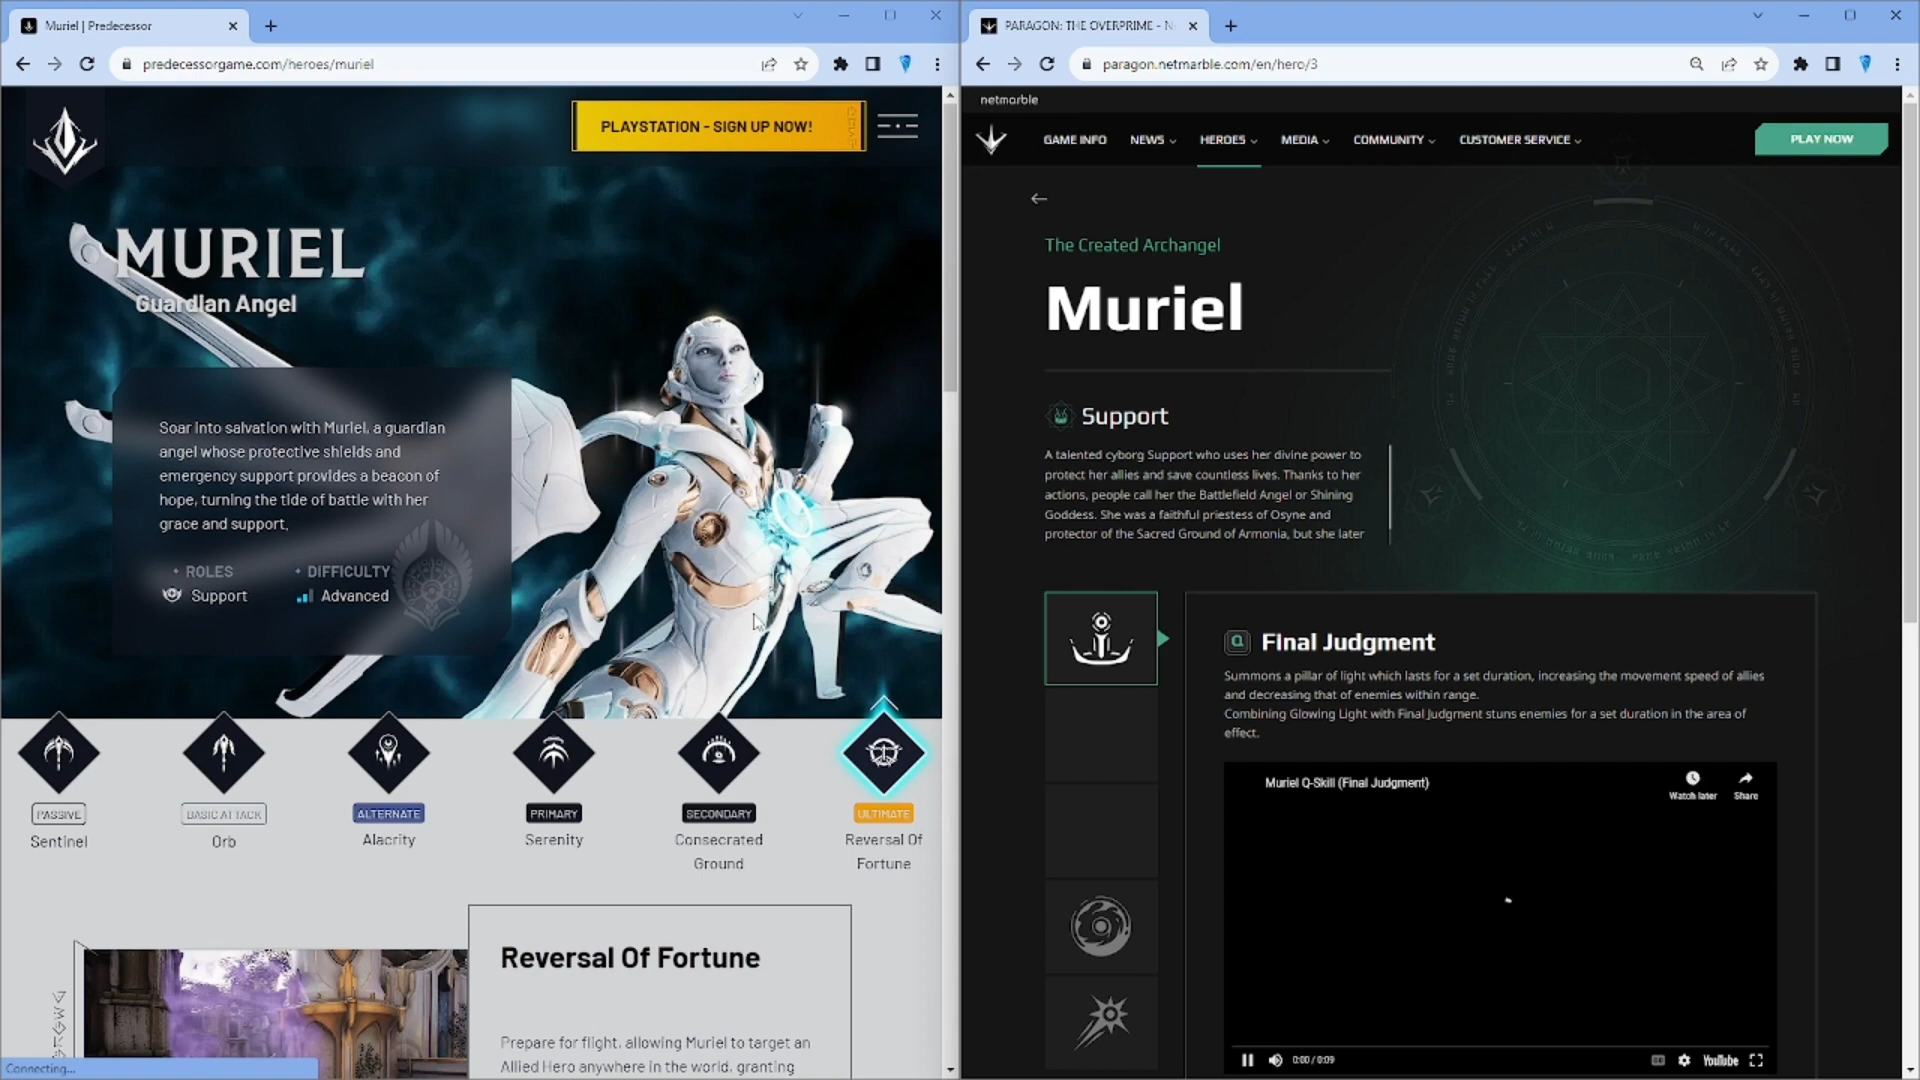 Muriel | Predecessor
predecessorgame.com/heroes/muriel
PLAYSTATION - SIGN UP NOW!
MURIEL
Guardian Angel
Soar into salvation with Muriel, a guardian
angel whose protective shields and
emergency support provides a beacon of
hope, turning the tide of battle with her
grace and support.
ROLES
DIFFICULTY
Support
Advanced
PASSIVE
BASIC ATTACK
ALTERNATE
PRIMARY
SECONDARY
ULTIMATE
Sentinel
Orb
Alacrity
Serenity
Consecrated
Ground
Reversal Of
Fortune
Reversal Of Fortune
Prepare for flight, allowing Muriel to target an
Allied Hero anywhere in the world, granting
Connecting...
PARAGON: THE OVERPRIME - N
paragon.netmarble.com/en/hero/3
netmarble
GAME INFO
NEWS
HEROES
MEDIA
COMMUNITY
CUSTOMER SERVICE
PLAY NOW
The Created Archangel
Muriel
Support
A talented cyborg Support who uses her divine power to
protect her allies and save countless lives. Thanks to her
actions, people call her the Battlefield Angel or Shining
Goddess. She was a faithful priestess of Osyne and
protector of the Sacred Ground of Armonia, but she later
Q
Final Judgment
Summons a pillar of light which lasts for a set duration, increasing the movement speed of allies
and decreasing that of enemies within range.
Combining Glowing Light with Final Judgment stuns enemies for a set duration in the area of
effect.
Muriel Q-Skill (Final Judgment)
Watch later
Share
0:00 / 0:09
YouTube